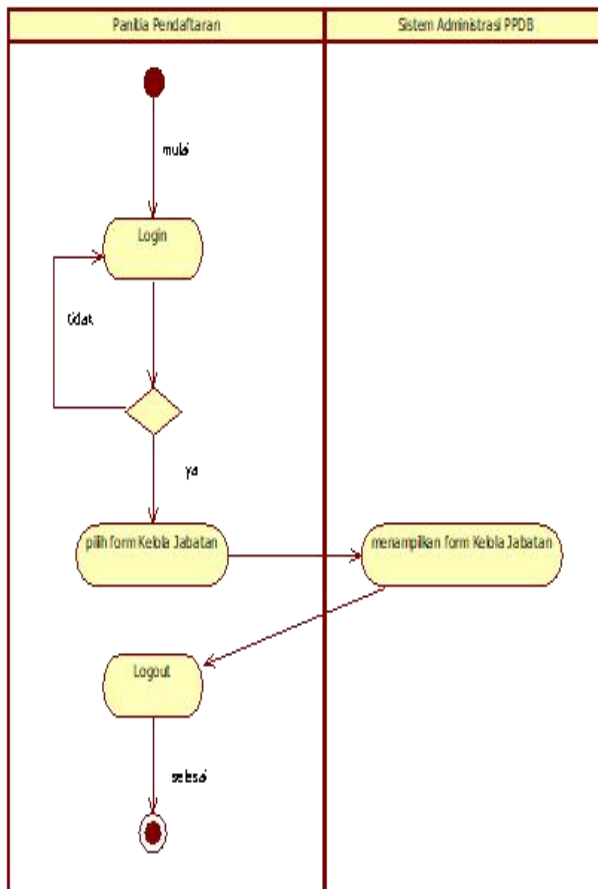 Panitia Pendaftaran
Sistem Administrasi PPDB
mulai
Login
tidak
ya
pilih form Kelola Jabatan
menampilkan form Kelola Jabatan
Logout
selesai